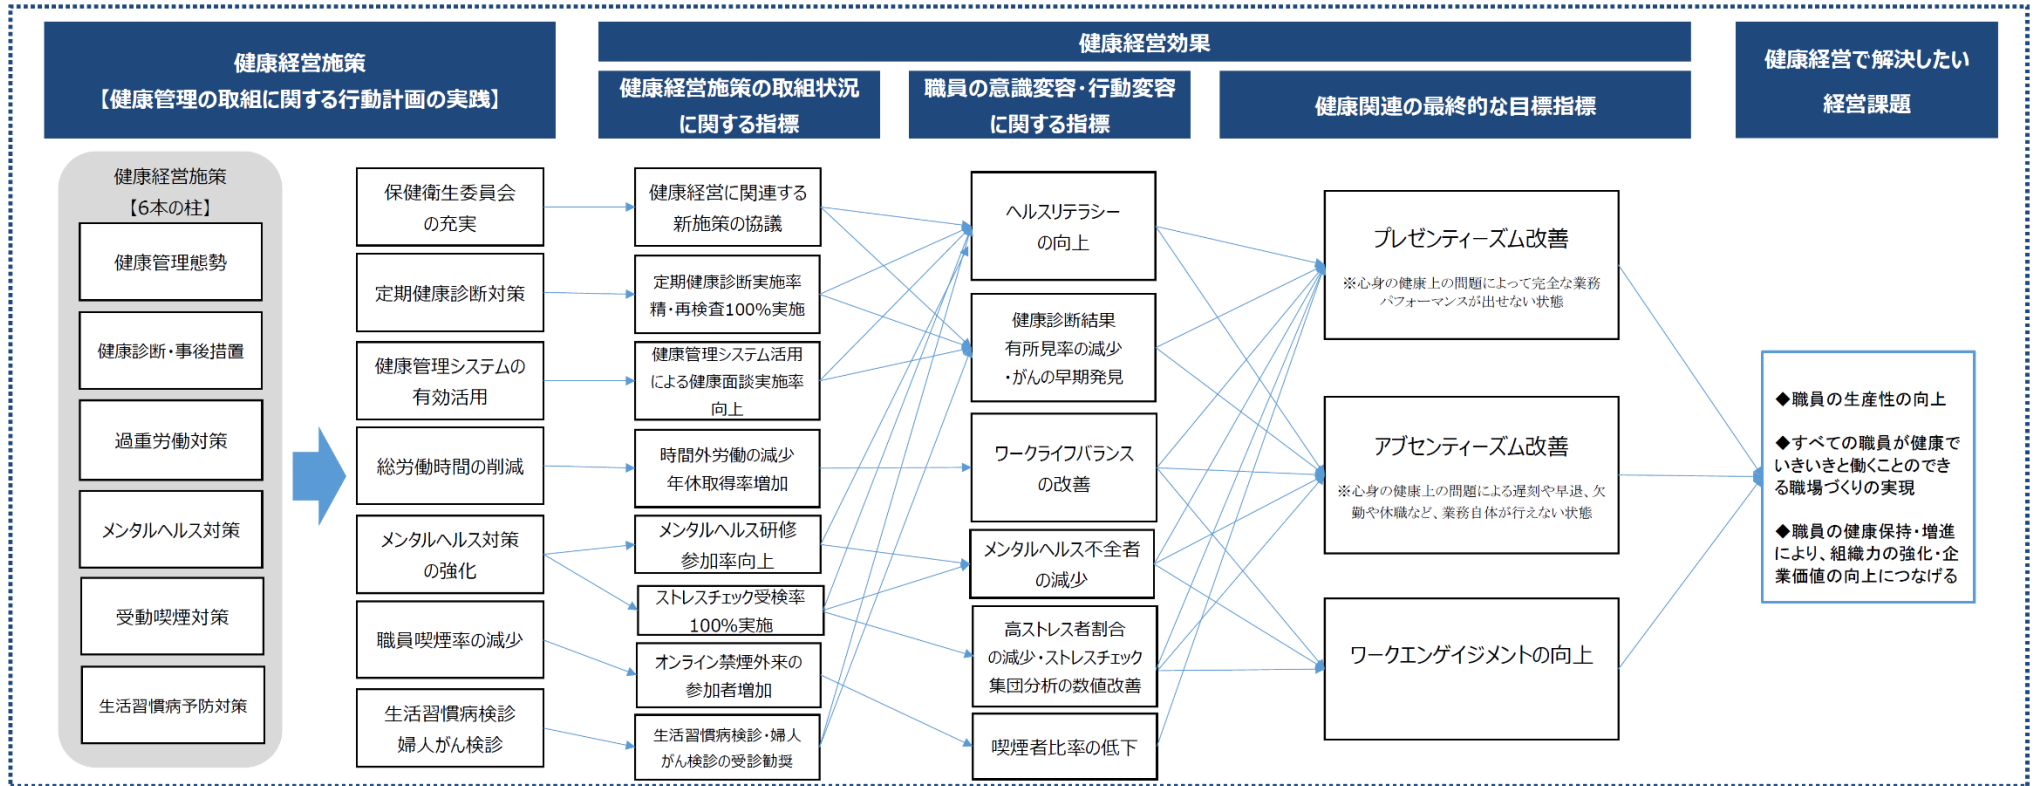 健康経営施策
【健康管理の取組に関する行動計画の実践】
健康経営効果
健康経営施策の取組状況
に関する指標
職員の意識変容・行動変容
に関する指標
健康関連の最終的な目標指標
健康経営で解決したい
経営課題
健康経営施策
【6本の柱】
健康管理態勢
健康診断・事後措置
過重労働対策
メンタルヘルス対策
受動喫煙対策
生活習慣病予防対策
保健衛生委員会
の充実
定期健康診断対策
健康管理システムの
有効活用
総労働時間の削減
メンタルヘルス対策
の強化
職員喫煙率の減少
生活習慣病検診
婦人がん検診
健康経営に関連する
新施策の協議
定期健康診断実施率
精・再検査100%実施
健康管理システム活用
による健康面談実施率
向上
時間外労働の減少
年休取得率増加
メンタルヘルス研修
参加率向上
ストレスチェック受検率
100%実施
オンライン禁煙外来の
参加者増加
生活習慣病検診・婦人
がん検診の受診勧奨
ヘルスリテラシー
の向上
健康診断結果
有所見率の減少
・がんの早期発見
ワークライフバランス
の改善
メンタルヘルス不全者
の減少
高ストレス者割合
の減少・ストレスチェック
集団分析の数値改善
喫煙者比率の低下
プレゼンティーズム改善
※心身の健康上の問題によって完全な業務
パフォーマンスが出せない状態
アブセンティーズム改善
※心身の健康上の問題による遅刻や早退、欠
勤や休職など、業務自体が行えない状態
ワークエンゲイジメントの向上
◆職員の生産性の向上
◆すべての職員が健康で
いきいきと働くことのでき
る職場づくりの実現
◆職員の健康保持・増進
により、組織力の強化・企
業価値の向上につなげる